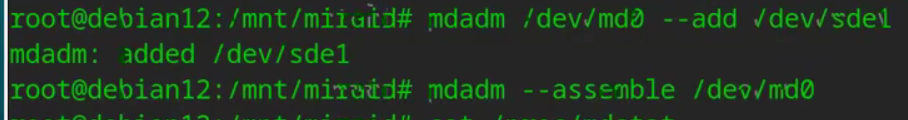 root@debian12:/mnt/miraid# mdadm /dev/md0 --add /dev/sde1
mdadm: added /dev/sde1
root@debian12:/mnt/miraid# mdadm --assemble /dev/md0